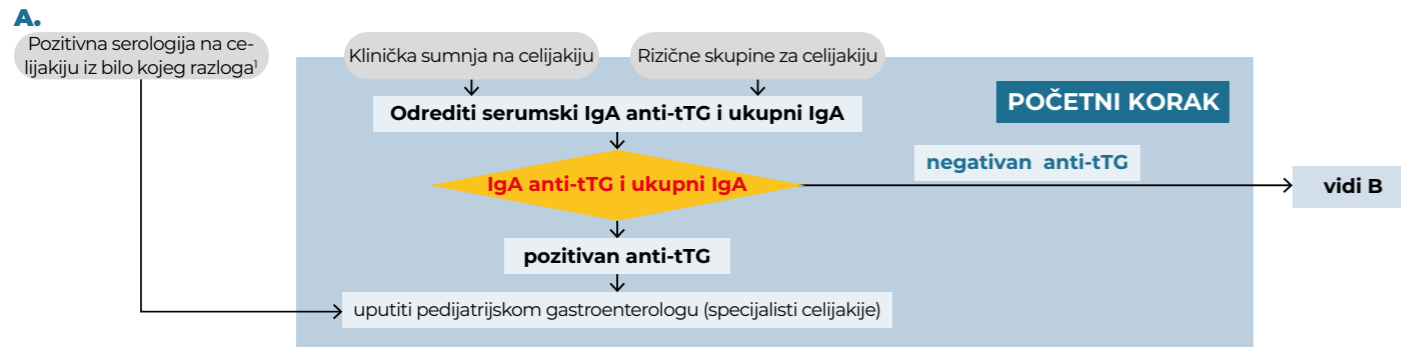 A.
Pozitivna serologija na ce-
lijakiju iz bilo kojeg razloga¹
Klinička sumnja na celijakiju
Rizične skupine za celijakiju
Odrediti serumski IgA anti-tTG i ukupni IgA
POČETNI KORAK
IgA anti-tTG i ukupni IgA
negativan anti-tTG
vidi B
pozitivan anti-tTG
uputiti pedijatrijskom gastroenterologu (specijalisti celijakije)